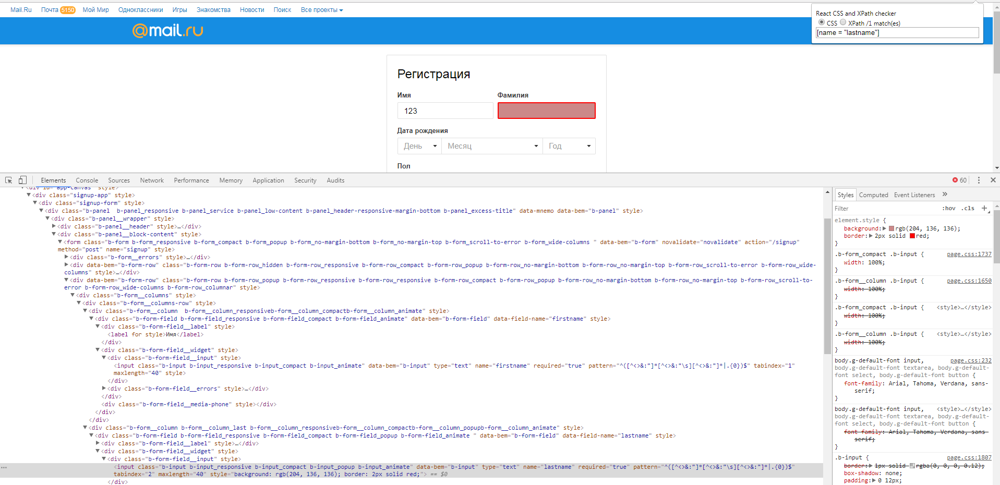 Mail.Ru Почта 5150 Мой Мир Одноклассники Игры Знакомства Новости Поиск Все проекты
@mail.ru
React CSS and XPath checker
CSS XPath /1 match(es)
[name = "lastname"]
Регистрация
Имя Фамилия
123
Дата рождения
День Месяц Год
Пол
Elements Console Sources Network Performance Memory Application Security Audits 60
<div id="app-canvas" style>
<div class="signup-app" style>
<div class="signup-form" style>
<div class="b-panel  b-panel_responsive b-panel_service b-panel_low-content b-panel_header-responsive-margin-bottom b-panel_excess-title" data-mnemo data-bem="b-panel" style>
<div class="b-panel__wrapper" style>
<div class="b-panel__header" style>…</div>
<div class="b-panel__block-content" style>
<form class="b-form b-form_responsive b-form_compact b-form_popup b-form_no-margin-bottom b-form_no-margin-top b-form_scroll-to-error b-form_wide-columns " data-bem="b-form" novalidate="novalidate" action="/signup"
method="post" name="signup" style>
<div class="b-form__errors" style>…</div>
<div data-bem="b-form-row" class="b-form-row b-form-row_hidden b-form-row_responsive b-form-row_compact b-form-row_popup b-form-row_no-margin-bottom b-form-row_no-margin-top b-form-row_scroll-to-error b-form-row_wide-
columns" style>…</div>
<div data-bem="b-form-row" class="b-form-row b-form-row_popup b-form-row_responsive b-form-row_responsive b-form-row_compact b-form-row_popup b-form-row_no-margin-bottom b-form-row_no-margin-top b-form-row_scroll-to-
error b-form-row_wide-columns b-form-row_columnar" style>
<div class="b-form__columns" style>
<div class="b-form__columns-row" style>
<div class="b-form__column  b-form__column_responsiveb-form__column_compactb-form__column_animate" style>
<div class="b-form-field b-form-field_responsive b-form-field_compact b-form-field_animate" data-bem="b-form-field" data-field-name="firstname" style>
<div class="b-form-field__label" style>
<label for style>Имя</label>
</div>
<div class="b-form-field__widget" style>
<div class="b-form-field__input" style>
<input class="b-input b-input_responsive b-input_compact b-input_animate" data-bem="b-input" type="text" name="firstname" required="true" pattern="^([^<>&:"]*[^<>&:"\s][^<>&:"]*|.{0})$" tabindex="1"
maxlength="40" style>
</div>
<div class="b-form-field__errors" style>…</div>
</div>
<div class="b-form-field__media-phone" style></div>
</div>
</div>
<div class="b-form__column b-form__column_last b-form__column_responsiveb-form__column_compactb-form__column_popupb-form__column_animate" style>
<div class="b-form-field b-form-field_responsive b-form-field_compact b-form-field_popup b-form-field_animate " data-bem="b-form-field" data-field-name="lastname" style>
<div class="b-form-field__label" style>…</div>
<div class="b-form-field__widget" style>
<div class="b-form-field__input" style>
<input class="b-input b-input_responsive b-input_compact b-input_popup b-input_animate" data-bem="b-input" type="text" name="lastname" required="true" pattern="^([^<>&:"]*[^<>&:"\s][^<>&:"]*|.{0})$"
tabindex="2" maxlength="40" style="background: rgb(204, 136, 136); border: 2px solid red;"> == $0
</div>
Styles Computed Event Listeners »
Filter :hov .cls +
element.style {
background: rgb(204, 136, 136);
border: 2px solid red;
}
.b-form_compact .b-input { page.css:1737
width: 100%;
}
.b-form__column .b-input { page.css:1650
width: 100%;
}
.b-form_compact .b-input { <style>…</style>
width: 100%;
}
.b-form__column .b-input { <style>…</style>
width: 100%;
}
body.g-default-font input, page.css:232
body.g-default-font textarea, body.g-default-
font select, body.g-default-font button {
font-family: Arial, Tahoma, Verdana, sans-
serif;
}
body.g-default-font input, <style>…</style>
body.g-default-font textarea, body.g-default-
font select, body.g-default-font button {
font-family: Arial, Tahoma, Verdana, sans-
serif;
}
.b-input { page.css:1807
border: 1px solid rgba(0, 0, 0, 0.12);
box-shadow: none;
padding: 0 12px;